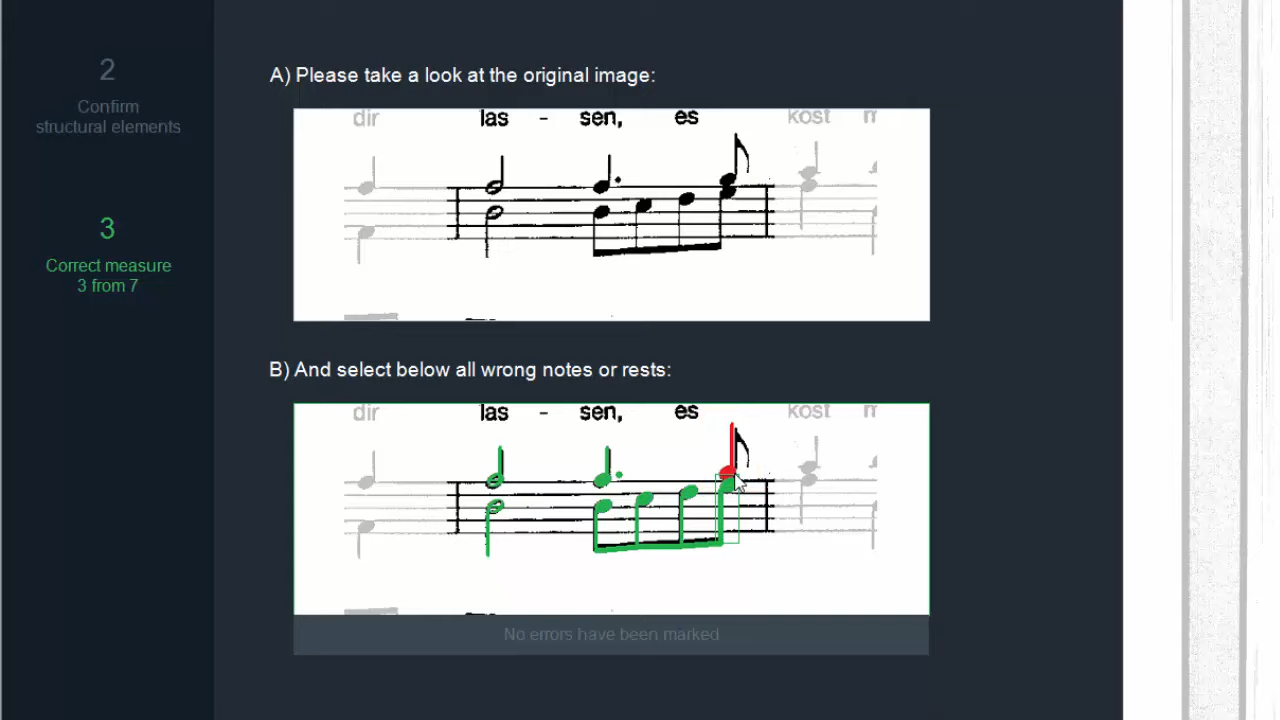 2
Confirm
structural elements
3
Correct measure
3 from 7
A) Please take a look at the original image:
dir las - sen, es kost
B) And select below all wrong notes or rests:
dir las - sen, es kost
No errors have been marked